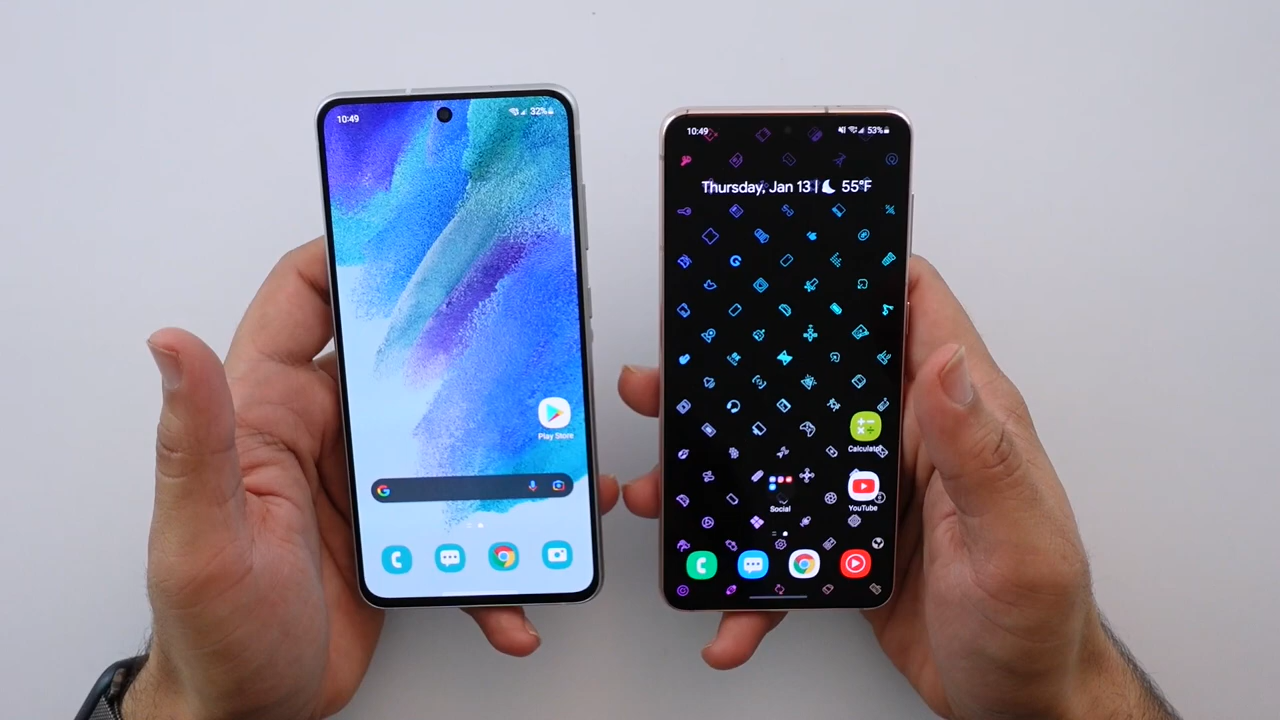 10:49
32%
Play Store
10:49
53%
Thursday, Jan 13 | 55°F
Calculator
Social
YouTube